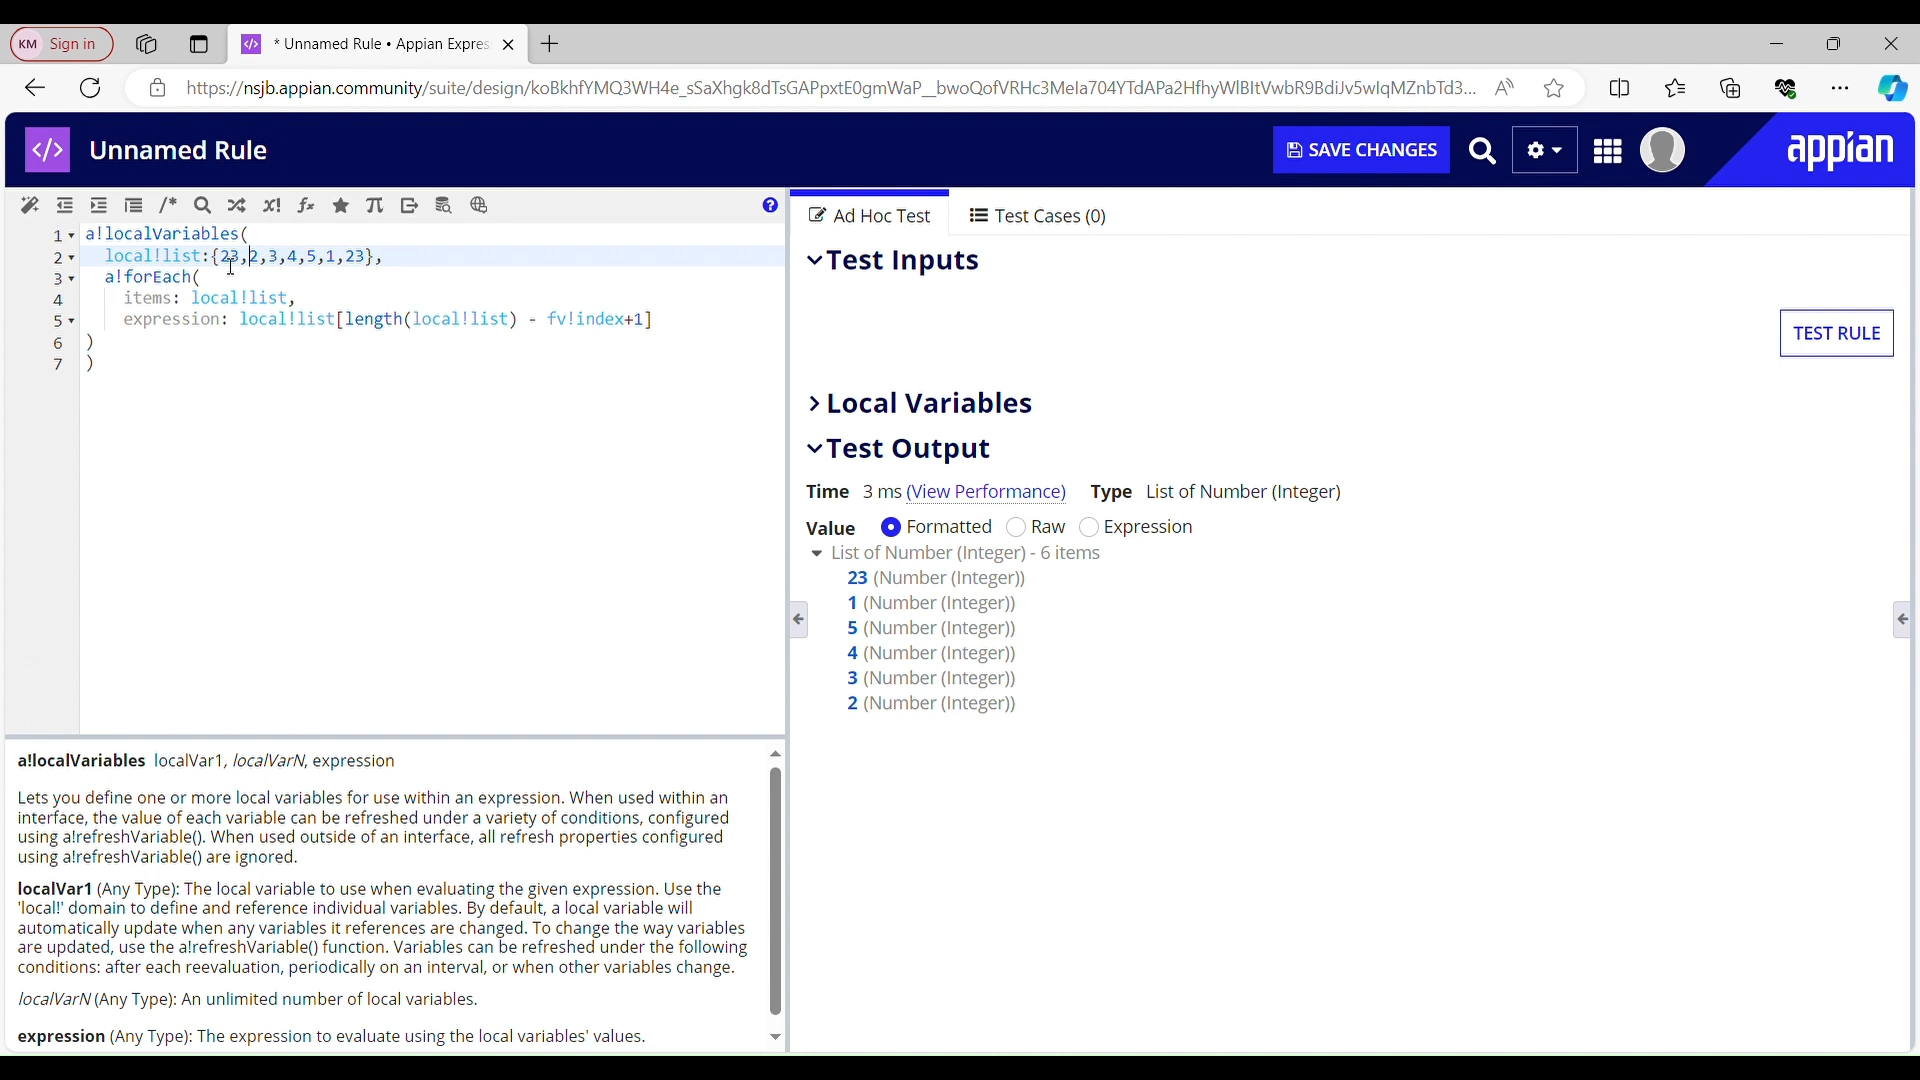 KM Sign in
* Unnamed Rule • Appian Expres
https://nsjb.appian.community/suite/design/koBkhfYMQ3WH4e_sSaXhgk8dTsGAPpxtE0gmWaP__bwoQofVRHc3Mela704YTdAPa2HfhyWlBItVwbR9BdiJv5wlqMZnbTd3...
</> Unnamed Rule
SAVE CHANGES
appian
1 a!localVariables(
2 local!list:{23,2,3,4,5,1,23},
3 a!forEach(
4 items: local!list,
5 expression: local!list[length(local!list) - fv!index+1]
6 )
7 )
a!localVariables localVar1, localVarN, expression
Lets you define one or more local variables for use within an expression. When used within an
interface, the value of each variable can be refreshed under a variety of conditions, configured
using a!refreshVariable(). When used outside of an interface, all refresh properties configured
using a!refreshVariable() are ignored.
localVar1 (Any Type): The local variable to use when evaluating the given expression. Use the
'local!' domain to define and reference individual variables. By default, a local variable will
automatically update when any variables it references are changed. To change the way variables
are updated, use the a!refreshVariable() function. Variables can be refreshed under the following
conditions: after each reevaluation, periodically on an interval, or when other variables change.
localVarN (Any Type): An unlimited number of local variables.
expression (Any Type): The expression to evaluate using the local variables' values.
Ad Hoc Test Test Cases (0)
Test Inputs
TEST RULE
Local Variables
Test Output
Time 3 ms (View Performance) Type List of Number (Integer)
Value Formatted Raw Expression
List of Number (Integer) - 6 items
23 (Number (Integer))
1 (Number (Integer))
5 (Number (Integer))
4 (Number (Integer))
3 (Number (Integer))
2 (Number (Integer))